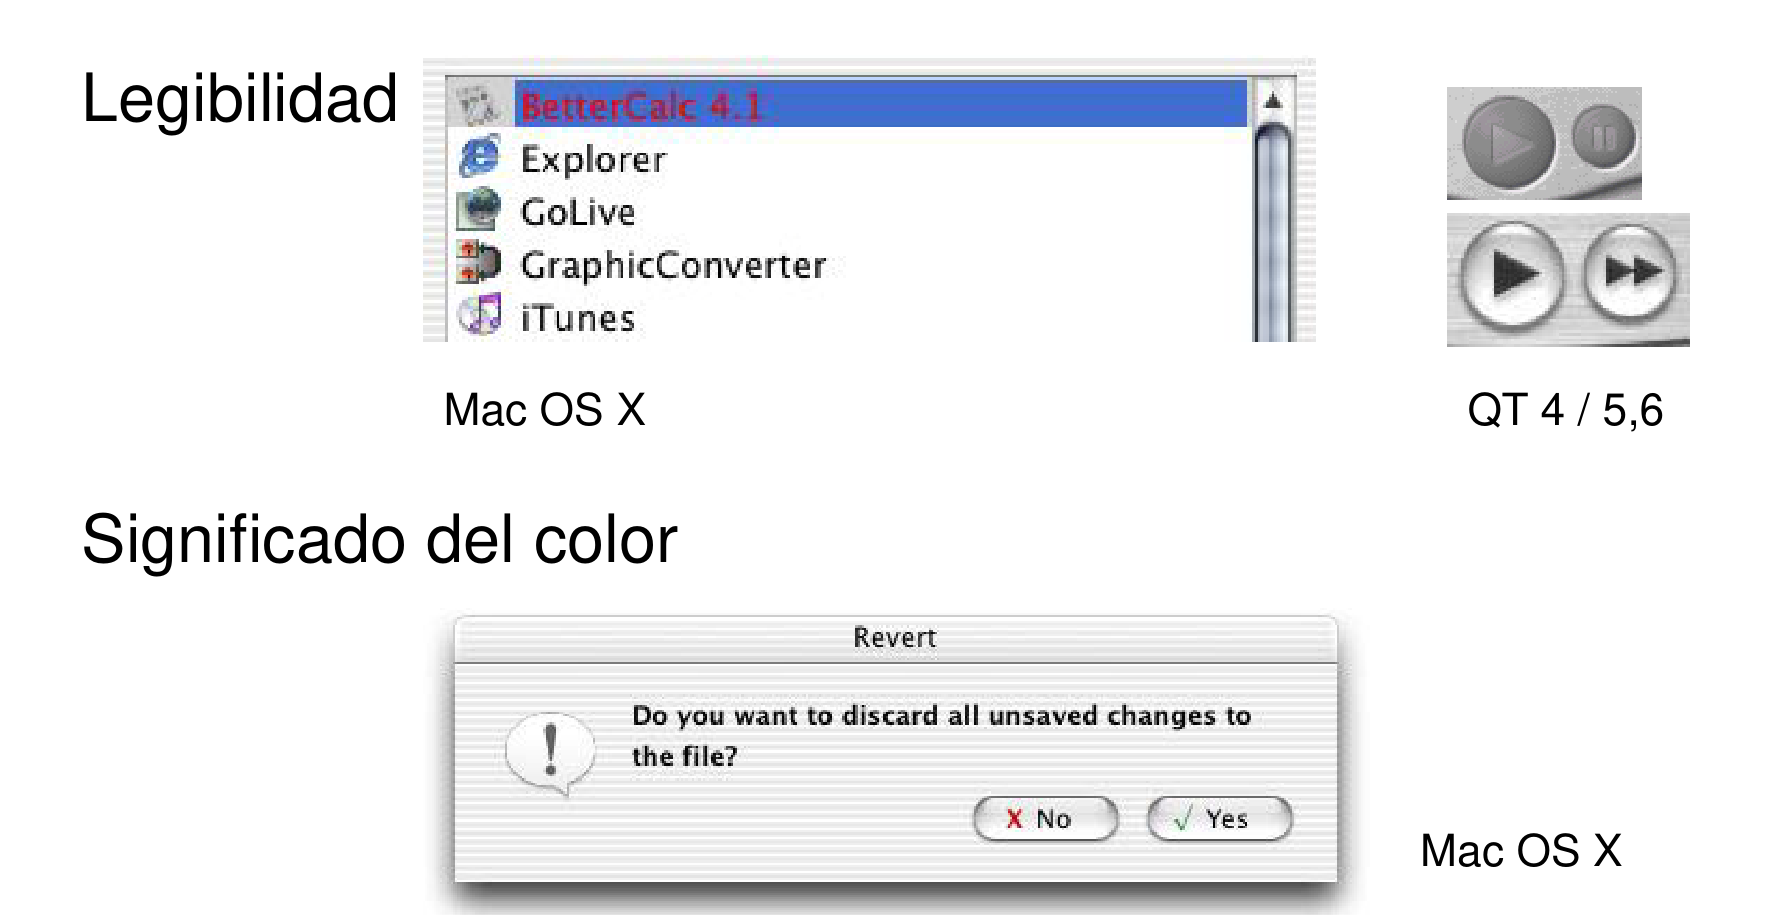 Legibilidad
BetterCalc 4.1
Explorer
GoLive
GraphicConverter
iTunes
Mac OS X
QT 4 / 5,6
Significado del color
Revert
Do you want to discard all unsaved changes to
the file?
X No
√ Yes
Mac OS X